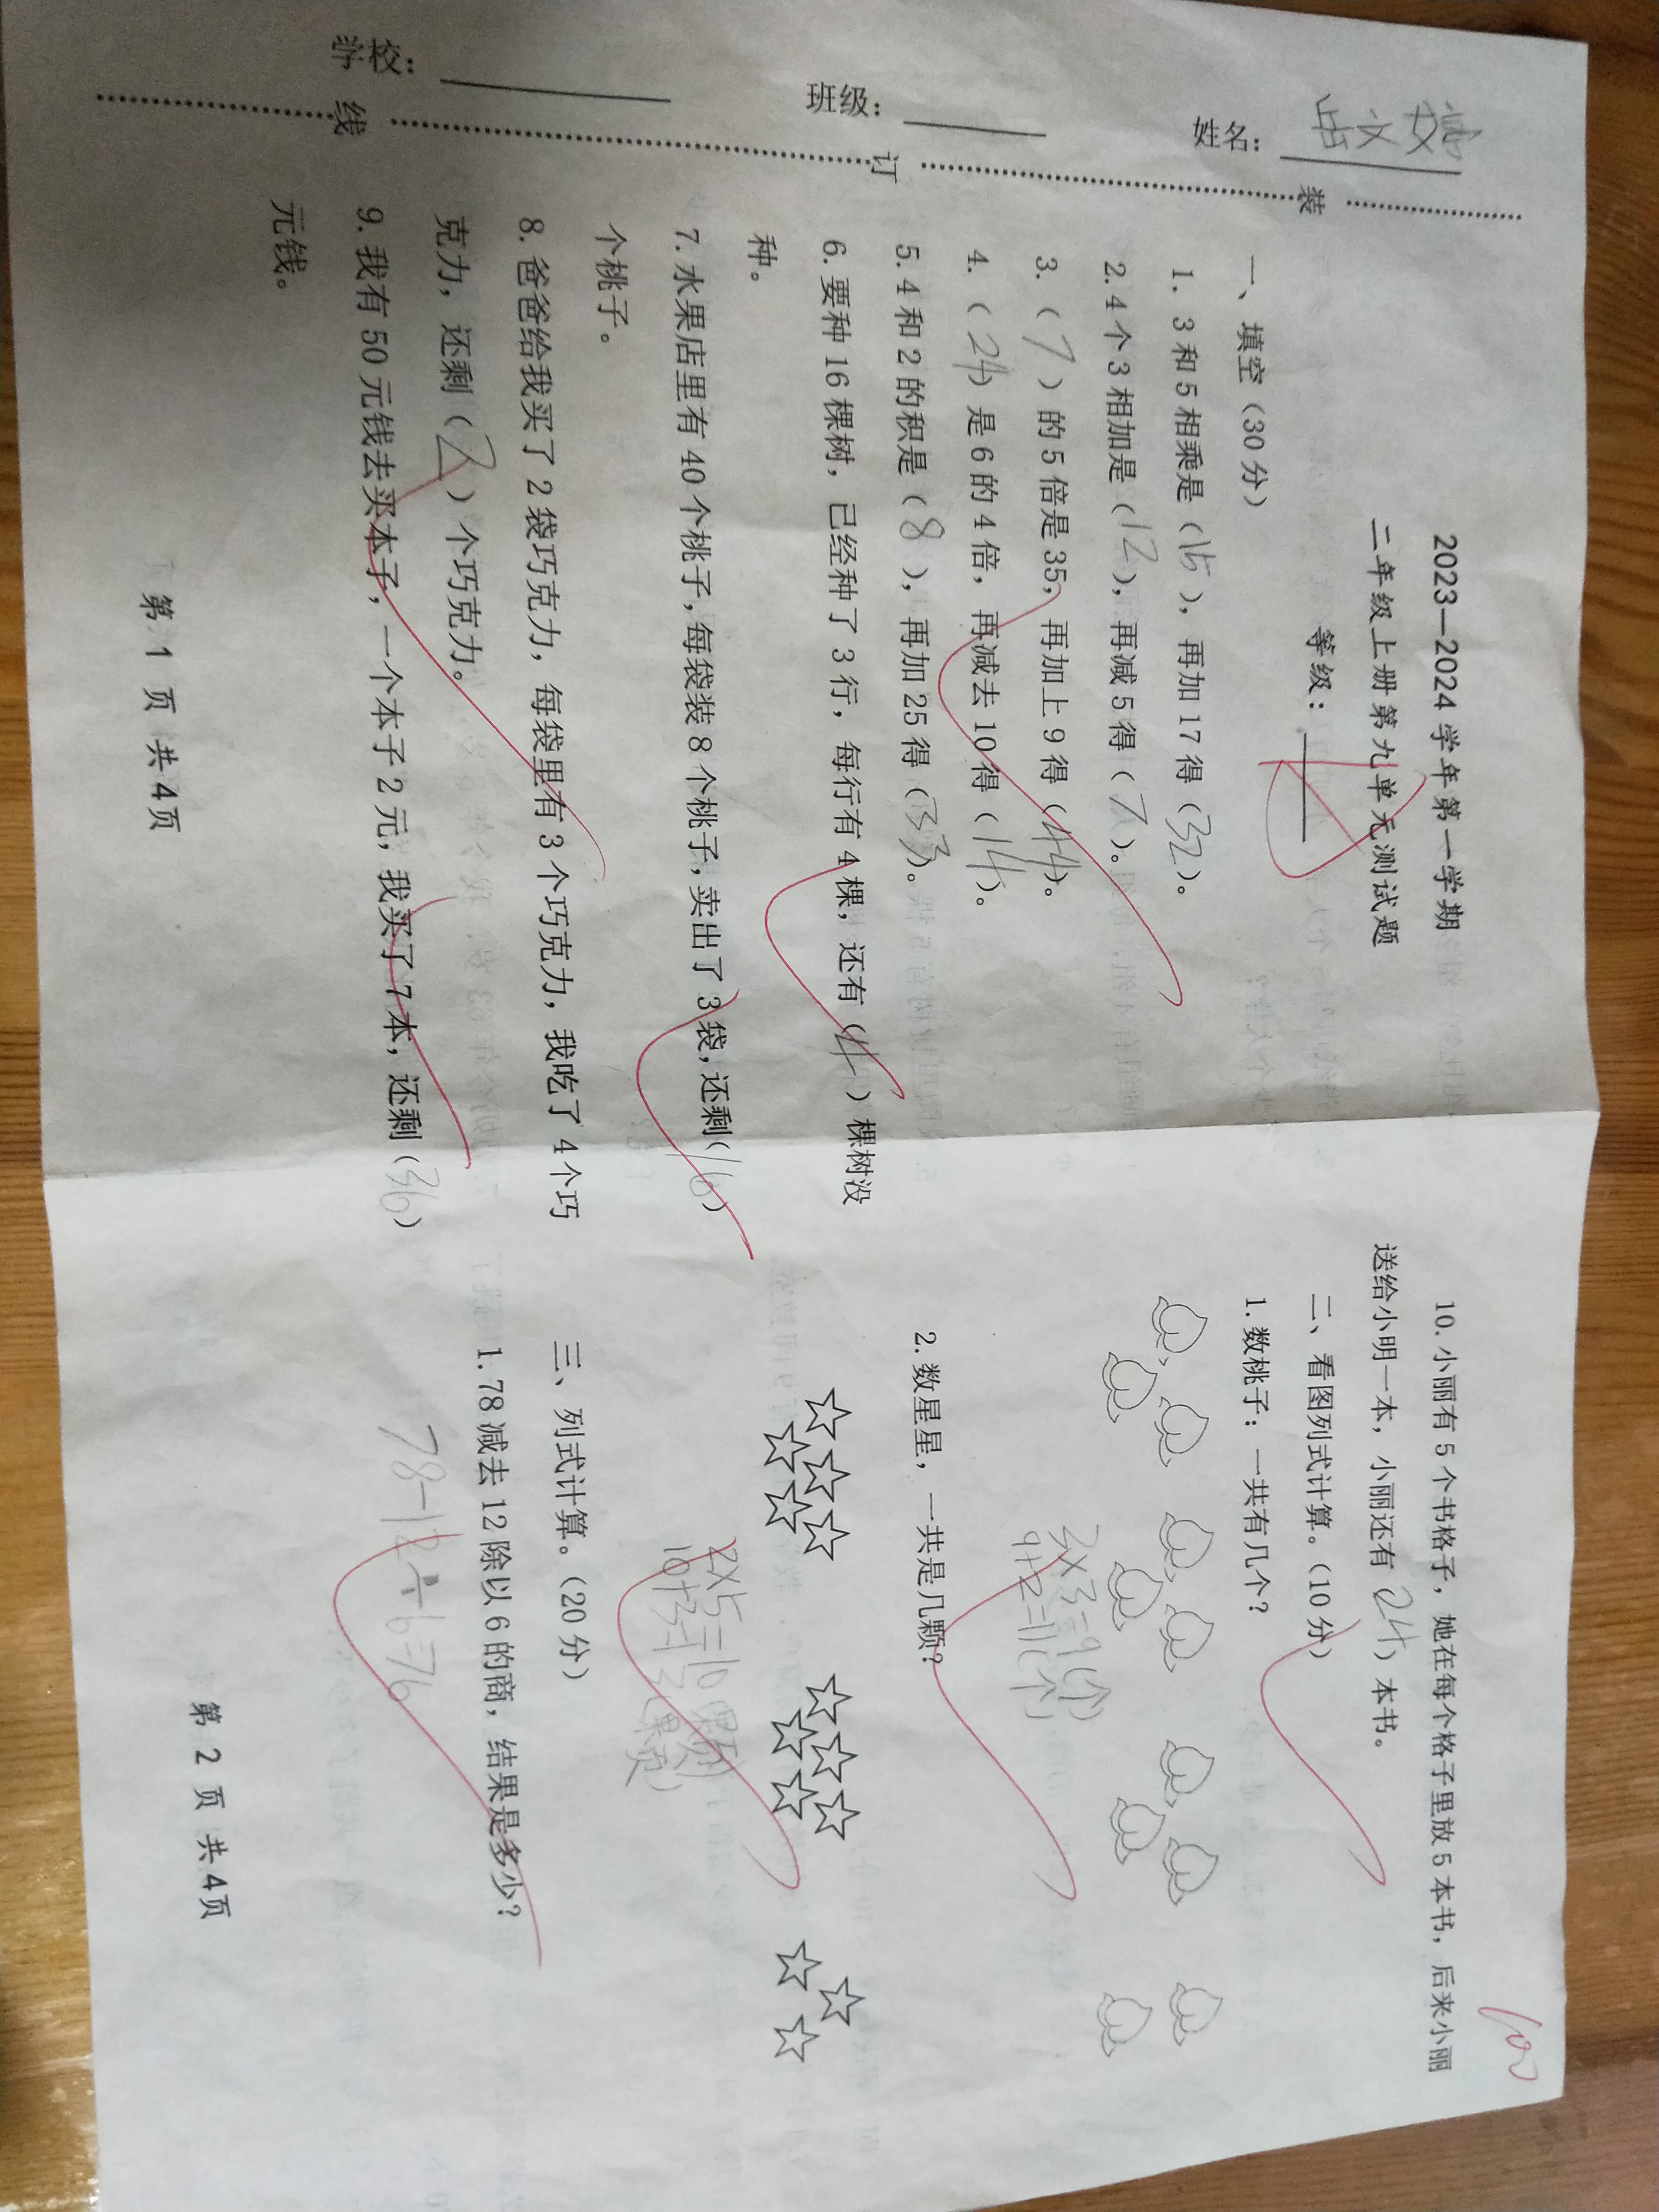 学校：
班级：
姓名：
线
订
装
2023—2024学年第一学期
二年级上册第九单元测试题
等级：
一、填空（30分）
1. 3和5相乘是（15），再加17得（32）。
2. 4个3相加是（12），再减5得（7）。
3.（7）的5倍是35，再加上9得（44）。
4.（24）是6的4倍，再减去10得（14）。
5. 4和2的积是（8），再加25得（33）。
6. 要种16棵树，已经种了3行，每行有4棵，还有（4）棵树没
种。
7. 水果店里有40个桃子，每袋装8个桃子，卖出了3袋，还剩（16）
个桃子。
8. 爸爸给我买了2袋巧克力，每袋里有3个巧克力，我吃了4个巧
克力，还剩（2）个巧克力。
9. 我有50元钱去买本子，一个本子2元，我买了7本，还剩（36）
元钱。
第 1 页 共4页
100
10. 小丽有5个书格子，她在每个格子里放5本书，后来小丽
送给小明一本，小丽还有（24）本书。
二、看图列式计算。（10分）
1. 数桃子：一共有几个？
3×3=9(个)
9+2=11(个)
2. 数星星，一共是几颗？
2×5=10(颗)
10+3=13(颗)
三、列式计算。（20分）
1. 78减去12除以6的商，结果是多少？
78-12÷6=76
第 2 页 共4页